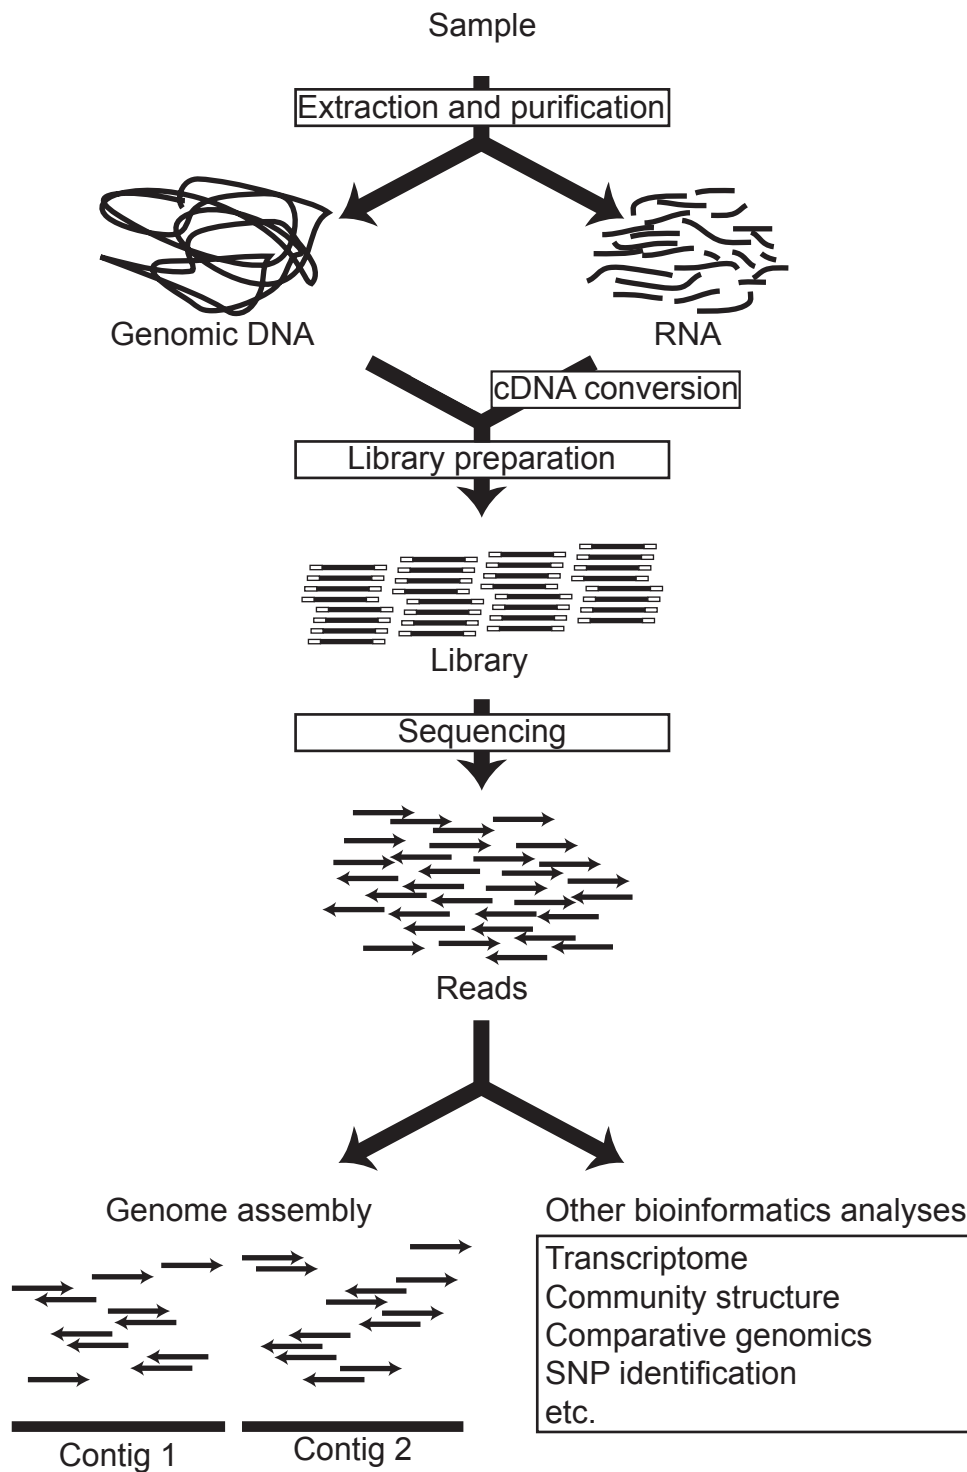 Sample
Extraction and purification
Genomic DNA
RNA
cDNA conversion
Library preparation
Library
Sequencing
Reads
Genome assembly
Contig 1
Contig 2
Other bioinformatics analyses
Transcriptome
Community structure
Comparative genomics
SNP identification
etc.